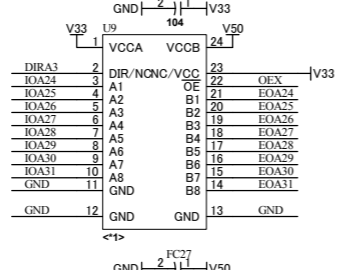 GND 2 1 V33
104
V33 U9 V50
1 VCCA VCCB 24
DIRA3 2 DIR/NC NC/VCC 23 V33
IOA24 3 A1 OE 22 OEX
IOA25 4 A2 B1 21 EOA24
IOA26 5 A3 B2 20 EOA25
IOA27 6 A4 B3 19 EOA26
IOA28 7 A5 B4 18 EOA27
IOA29 8 A6 B5 17 EOA28
IOA30 9 A7 B6 16 EOA29
IOA31 10 A8 B7 15 EOA30
GND 11 GND B8 14 EOA31
GND 12 GND GND 13 GND
<*1>
FC27
GND 2 1 V50